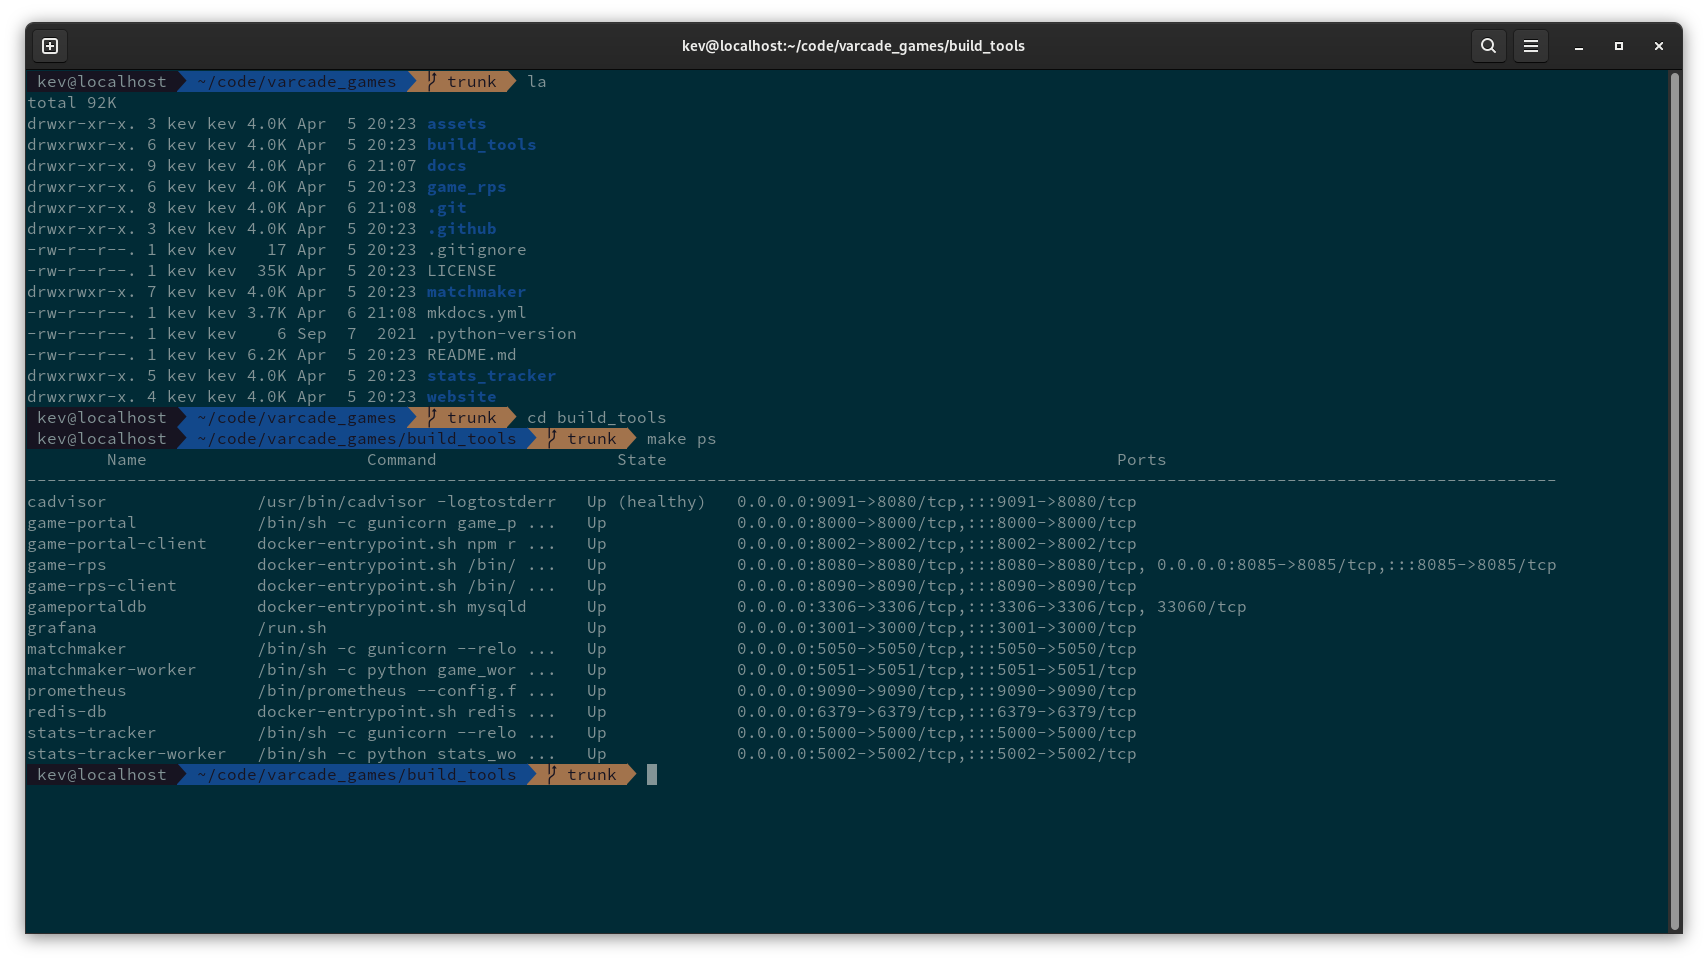 kev@localhost:~/code/varcade_games/build_tools
kev@localhost ~/code/varcade_games trunk la
total 92K
drwxr-xr-x. 3 kev kev 4.0K Apr  5 20:23 assets
drwxrwxr-x. 6 kev kev 4.0K Apr  5 20:23 build_tools
drwxr-xr-x. 9 kev kev 4.0K Apr  6 21:07 docs
drwxr-xr-x. 6 kev kev 4.0K Apr  5 20:23 game_rps
drwxr-xr-x. 8 kev kev 4.0K Apr  6 21:08 .git
drwxr-xr-x. 3 kev kev 4.0K Apr  5 20:23 .github
-rw-r--r--. 1 kev kev   17 Apr  5 20:23 .gitignore
-rw-r--r--. 1 kev kev  35K Apr  5 20:23 LICENSE
drwxrwxr-x. 7 kev kev 4.0K Apr  5 20:23 matchmaker
-rw-r--r--. 1 kev kev 3.7K Apr  6 21:08 mkdocs.yml
-rw-r--r--. 1 kev kev    6 Sep  7  2021 .python-version
-rw-r--r--. 1 kev kev 6.2K Apr  5 20:23 README.md
drwxrwxr-x. 5 kev kev 4.0K Apr  5 20:23 stats_tracker
drwxrwxr-x. 4 kev kev 4.0K Apr  5 20:23 website
kev@localhost ~/code/varcade_games trunk cd build_tools
kev@localhost ~/code/varcade_games/build_tools trunk make ps
Name Command State Ports
---------------------------------------------------------------------------------------------------------------------------------------------------------
cadvisor /usr/bin/cadvisor -logtostderr Up (healthy) 0.0.0.0:9091->8080/tcp,:::9091->8080/tcp
game-portal /bin/sh -c gunicorn game_p ... Up 0.0.0.0:8000->8000/tcp,:::8000->8000/tcp
game-portal-client docker-entrypoint.sh npm r ... Up 0.0.0.0:8002->8002/tcp,:::8002->8002/tcp
game-rps docker-entrypoint.sh /bin/ ... Up 0.0.0.0:8080->8080/tcp,:::8080->8080/tcp, 0.0.0.0:8085->8085/tcp,:::8085->8085/tcp
game-rps-client docker-entrypoint.sh /bin/ ... Up 0.0.0.0:8090->8090/tcp,:::8090->8090/tcp
gameportaldb docker-entrypoint.sh mysqld Up 0.0.0.0:3306->3306/tcp,:::3306->3306/tcp, 33060/tcp
grafana /run.sh Up 0.0.0.0:3001->3000/tcp,:::3001->3000/tcp
matchmaker /bin/sh -c gunicorn --relo ... Up 0.0.0.0:5050->5050/tcp,:::5050->5050/tcp
matchmaker-worker /bin/sh -c python game_wor ... Up 0.0.0.0:5051->5051/tcp,:::5051->5051/tcp
prometheus /bin/prometheus --config.f ... Up 0.0.0.0:9090->9090/tcp,:::9090->9090/tcp
redis-db docker-entrypoint.sh redis ... Up 0.0.0.0:6379->6379/tcp,:::6379->6379/tcp
stats-tracker /bin/sh -c gunicorn --relo ... Up 0.0.0.0:5000->5000/tcp,:::5000->5000/tcp
stats-tracker-worker /bin/sh -c python stats_wo ... Up 0.0.0.0:5002->5002/tcp,:::5002->5002/tcp
kev@localhost ~/code/varcade_games/build_tools trunk